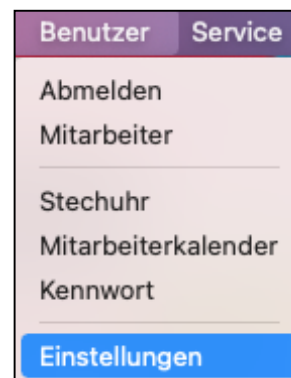 Benutzer Service
Abmelden
Mitarbeiter
Stechuhr
Mitarbeiterkalender
Kennwort
Einstellungen